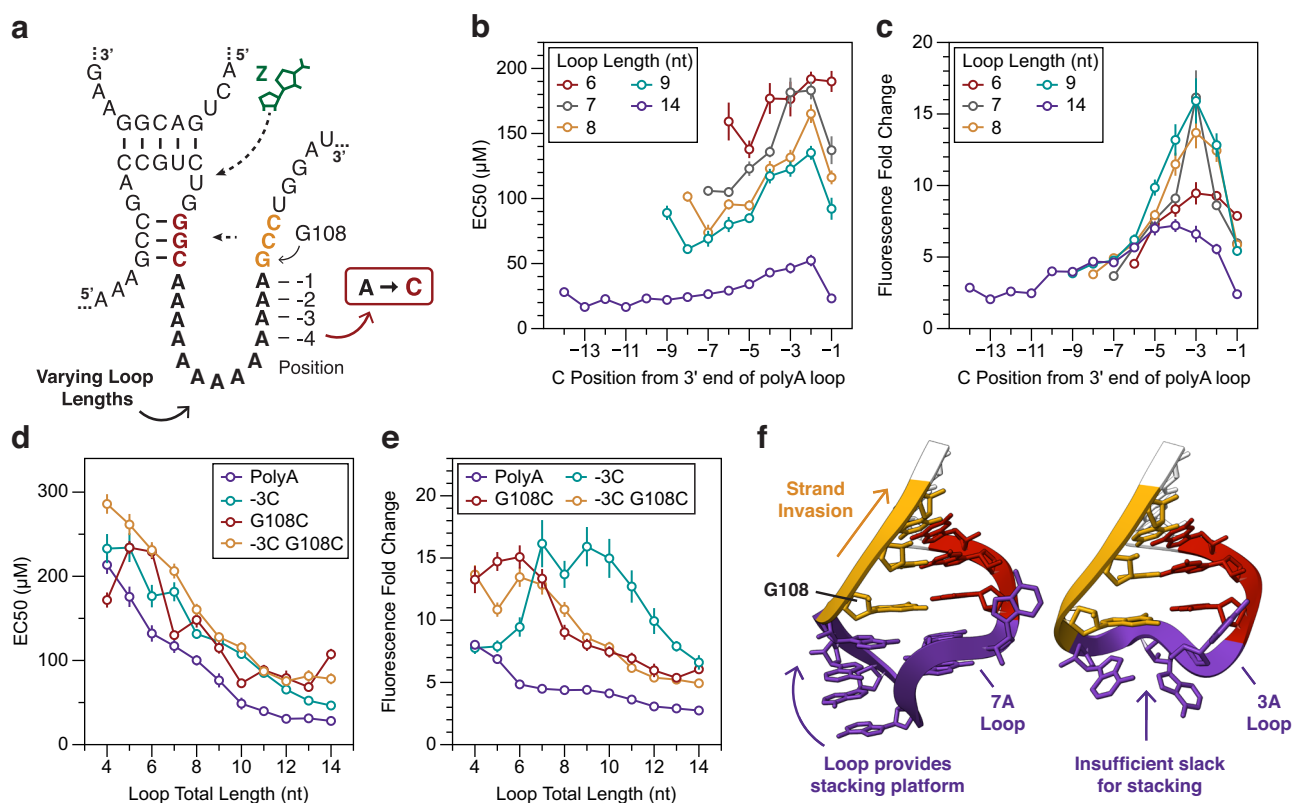 a
3’
5’
G
A
A
G G C A G
U
C
A
Z
C C G U C
U
G
A
G
C
C
G
A
A
A
5’
G
G
C
A
A
A
A
A
A A A A A
A
A
A
A
G
C
C
U
G
G
A
U
3’
G108
-1
-2
-3
-4
A → C
Position
Varying Loop
Lengths
b
Loop Length (nt)
6 9
7 14
8
EC50 (µM)
200
150
100
50
0
−13 −11 −9 −7 −5 −3 −1
C Position from 3' end of polyA loop
c
Loop Length (nt)
6 9
7 14
8
Fluorescence Fold Change
20
15
10
5
0
−13 −11 −9 −7 −5 −3 −1
C Position from 3' end of polyA loop
d
PolyA
-3C
G108C
-3C G108C
EC50 (µM)
300
200
100
0
4 6 8 10 12 14
Loop Total Length (nt)
e
PolyA -3C
G108C -3C G108C
Fluorescence Fold Change
20
15
10
5
0
4 6 8 10 12 14
Loop Total Length (nt)
f
Strand
Invasion
G108
7A
Loop
3A
Loop
Loop provides
stacking platform
Insufficient slack
for stacking